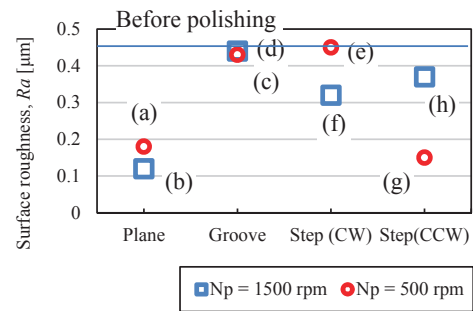 Before polishing
Surface roughness, Ra [μm]
0.5
0.4
0.3
0.2
0.1
0
(a)
(b)
(c)
(d)
(e)
(f)
(g)
(h)
Plane Groove Step (CW) Step(CCW)
Np = 1500 rpm Np = 500 rpm